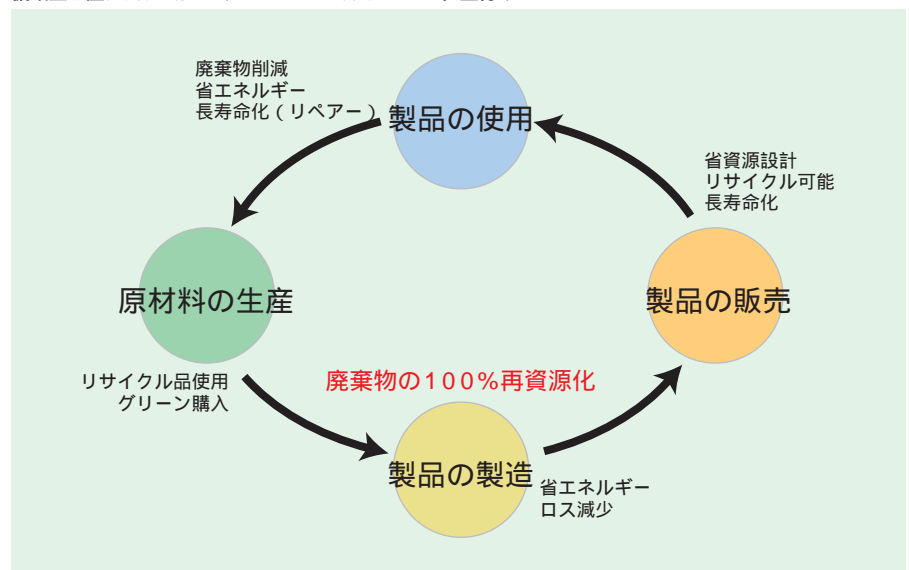 廃棄物削減
省エネルギー
長寿命化(リペアー)
製品の使用
省資源設計
リサイクル可能
長寿命化
原材料の生産
製品の販売
リサイクル品使用
グリーン購入
廃棄物の100%再資源化
製品の製造
省エネルギー
ロス減少